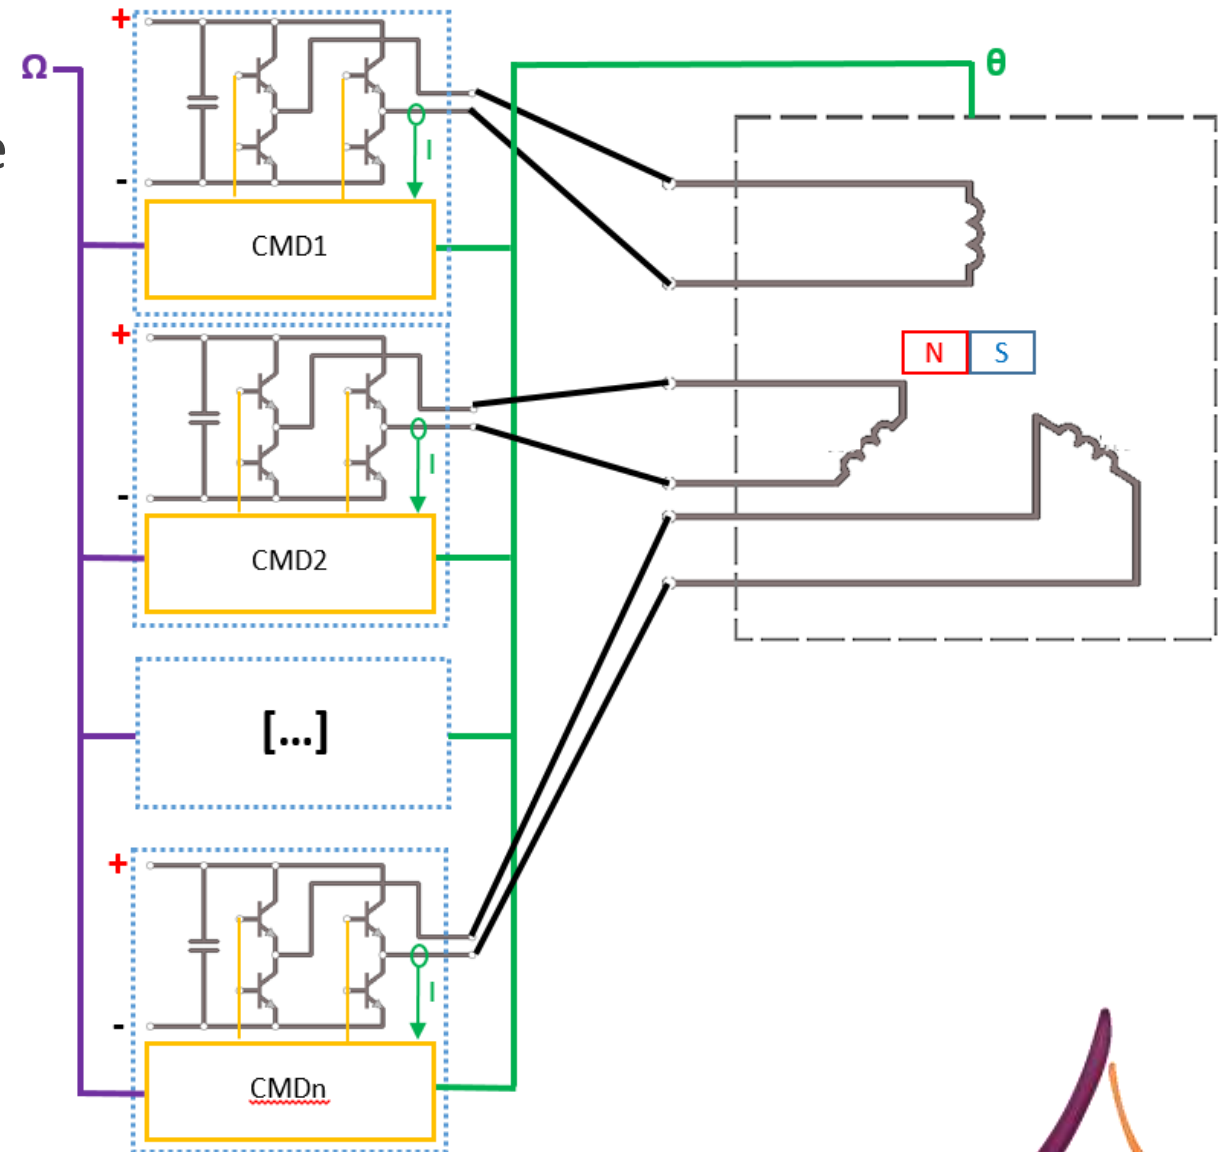 +
Ω
θ
e
I
-
CMD1
+
N S
I
-
CMD2
[...]
+
I
-
CMDn